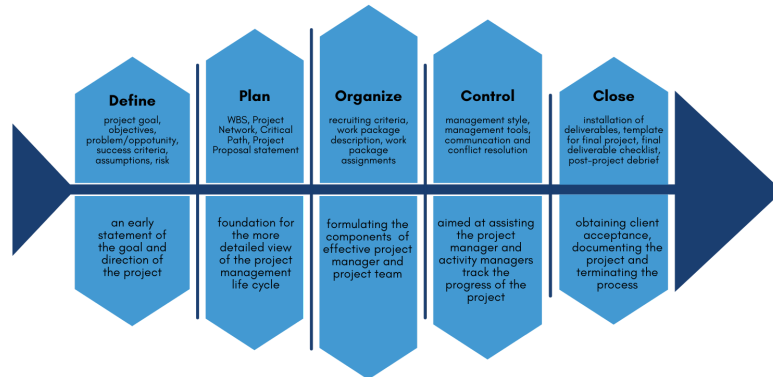 Define
project goal,
objectives,
problem/oppotunity,
success criteria,
assumptions, risk
Plan
WBS, Project
Network, Critical
Path, Project
Proposal statement
Organize
recruiting criteria,
work package
description, work
package
assignments
Control
management style,
management tools,
communcation and
conflict resolution
Close
installation of
deliverables, template
for final project, final
deliverable checklist,
post-project debrief
an early
statement of
the goal and
direction of
the project
foundation for
the more
detailed view
of the project
management
life cycle
formulating the
components of
effective project
manager and
project team
aimed at assisting
the project
manager and
activity managers
track the
progress of the
project
obtaining client
acceptance,
documenting the
project and
terminating the
process